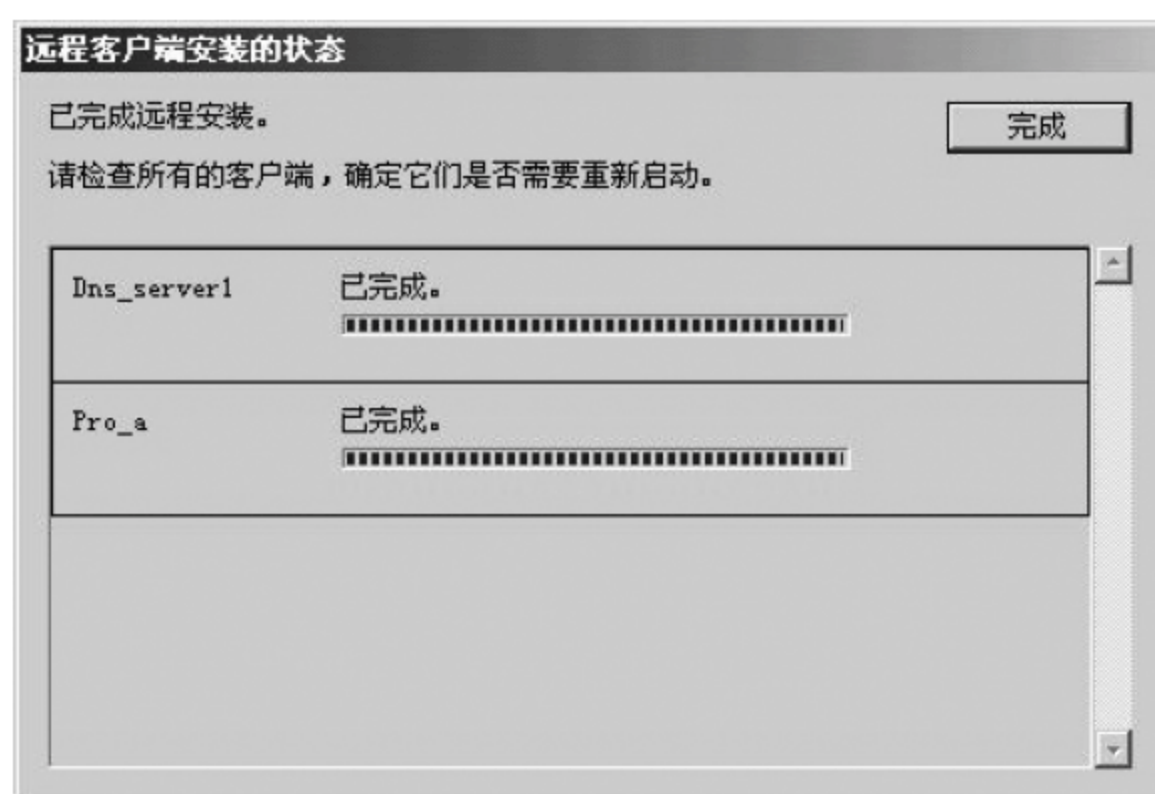 远程客户端安装的状态
已完成远程安装。
完成
请检查所有的客户端，确定它们是否需要重新启动。
Dns_server1 已完成。
Pro_a 已完成。